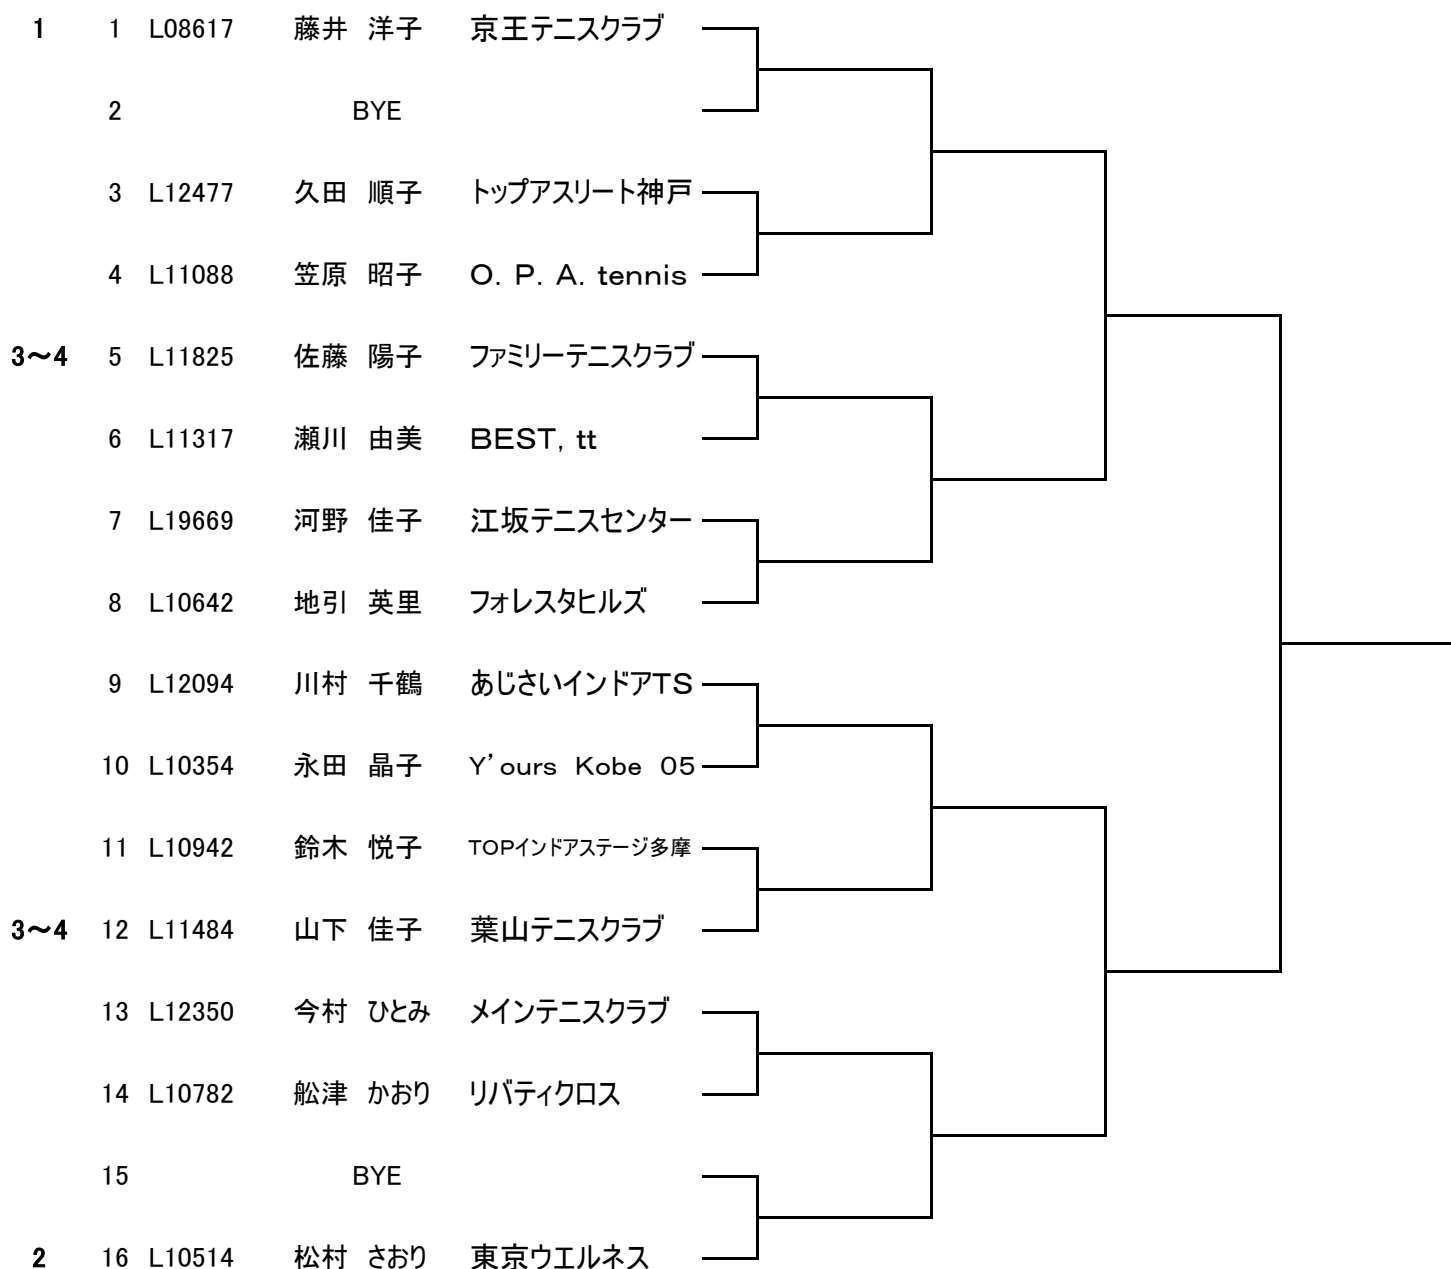 1 1 L08617 藤井 洋子 京王テニスクラブ
2 BYE
3 L12477 久田 順子 トップアスリート神戸
4 L11088 笠原 昭子 O. P. A. tennis
3～4 5 L11825 佐藤 陽子 ファミリーテニスクラブ
6 L11317 瀬川 由美 BEST, tt
7 L19669 河野 佳子 江坂テニスセンター
8 L10642 地引 英里 フォレスタヒルズ
9 L12094 川村 千鶴 あじさいインドアTS
10 L10354 永田 晶子 Y'ours Kobe 05
11 L10942 鈴木 悦子 TOPインドアステージ多摩
3～4 12 L11484 山下 佳子 葉山テニスクラブ
13 L12350 今村 ひとみ メインテニスクラブ
14 L10782 舩津 かおり リバティクロス
15 BYE
2 16 L10514 松村 さおり 東京ウエルネス